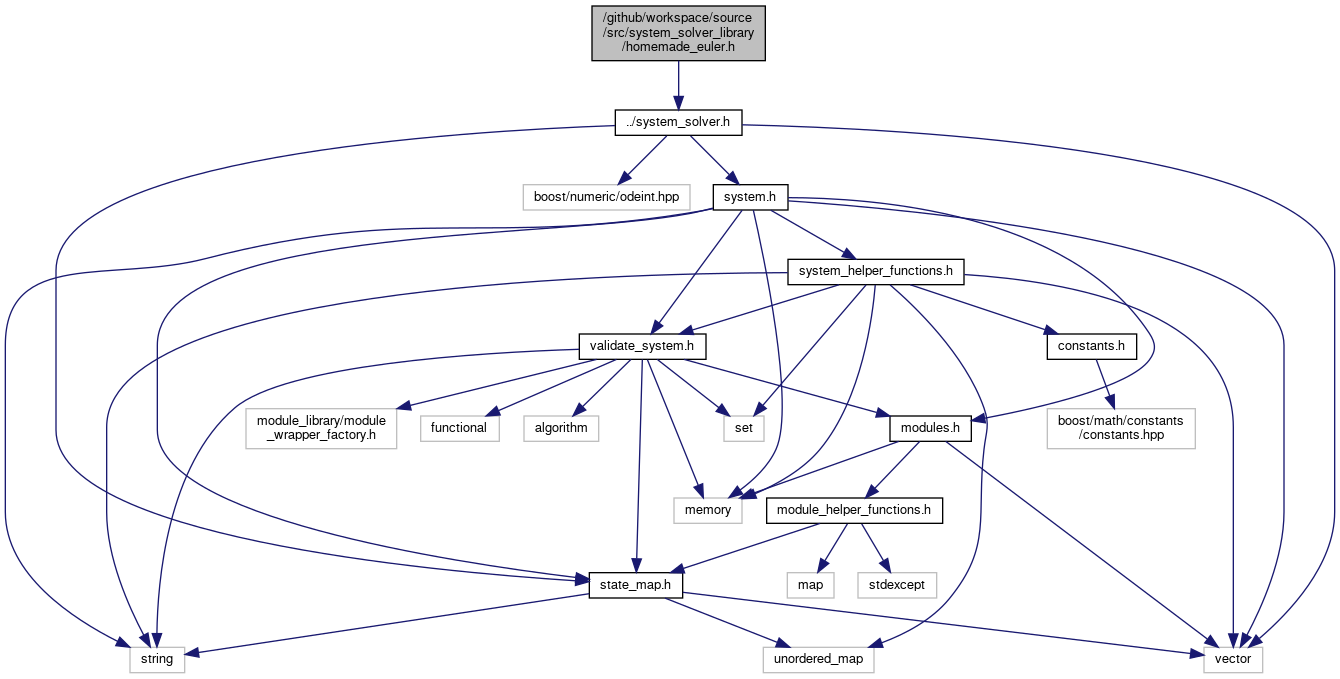 /github/workspace/source
/src/system_solver_library
/homemade_euler.h
../system_solver.h
boost/numeric/odeint.hpp
system.h
system_helper_functions.h
validate_system.h
constants.h
module_library/module
_wrapper_factory.h
functional
algorithm
set
modules.h
boost/math/constants
/constants.hpp
memory
module_helper_functions.h
state_map.h
map
stdexcept
string
unordered_map
vector